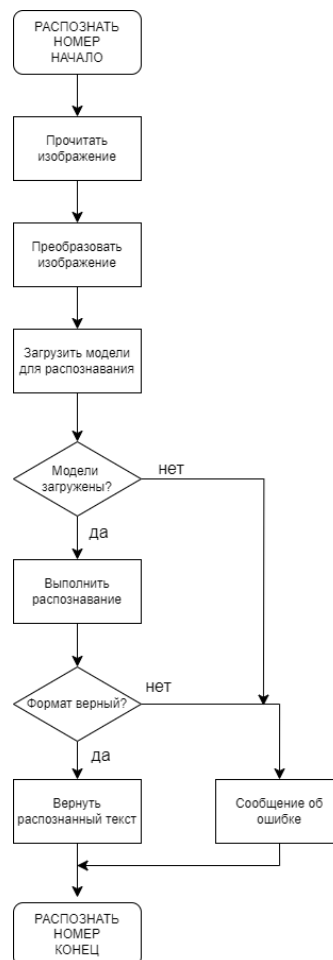 РАСПОЗНАТЬ
НОМЕР
НАЧАЛО
Прочитать
изображение
Преобразовать
изображение
Загрузить модели
для распознавания
Модели
загружены?
нет
да
Выполнить
распознавание
Формат верный?
нет
да
Вернуть
распознанный текст
Сообщение об
ошибке
РАСПОЗНАТЬ
НОМЕР
КОНЕЦ